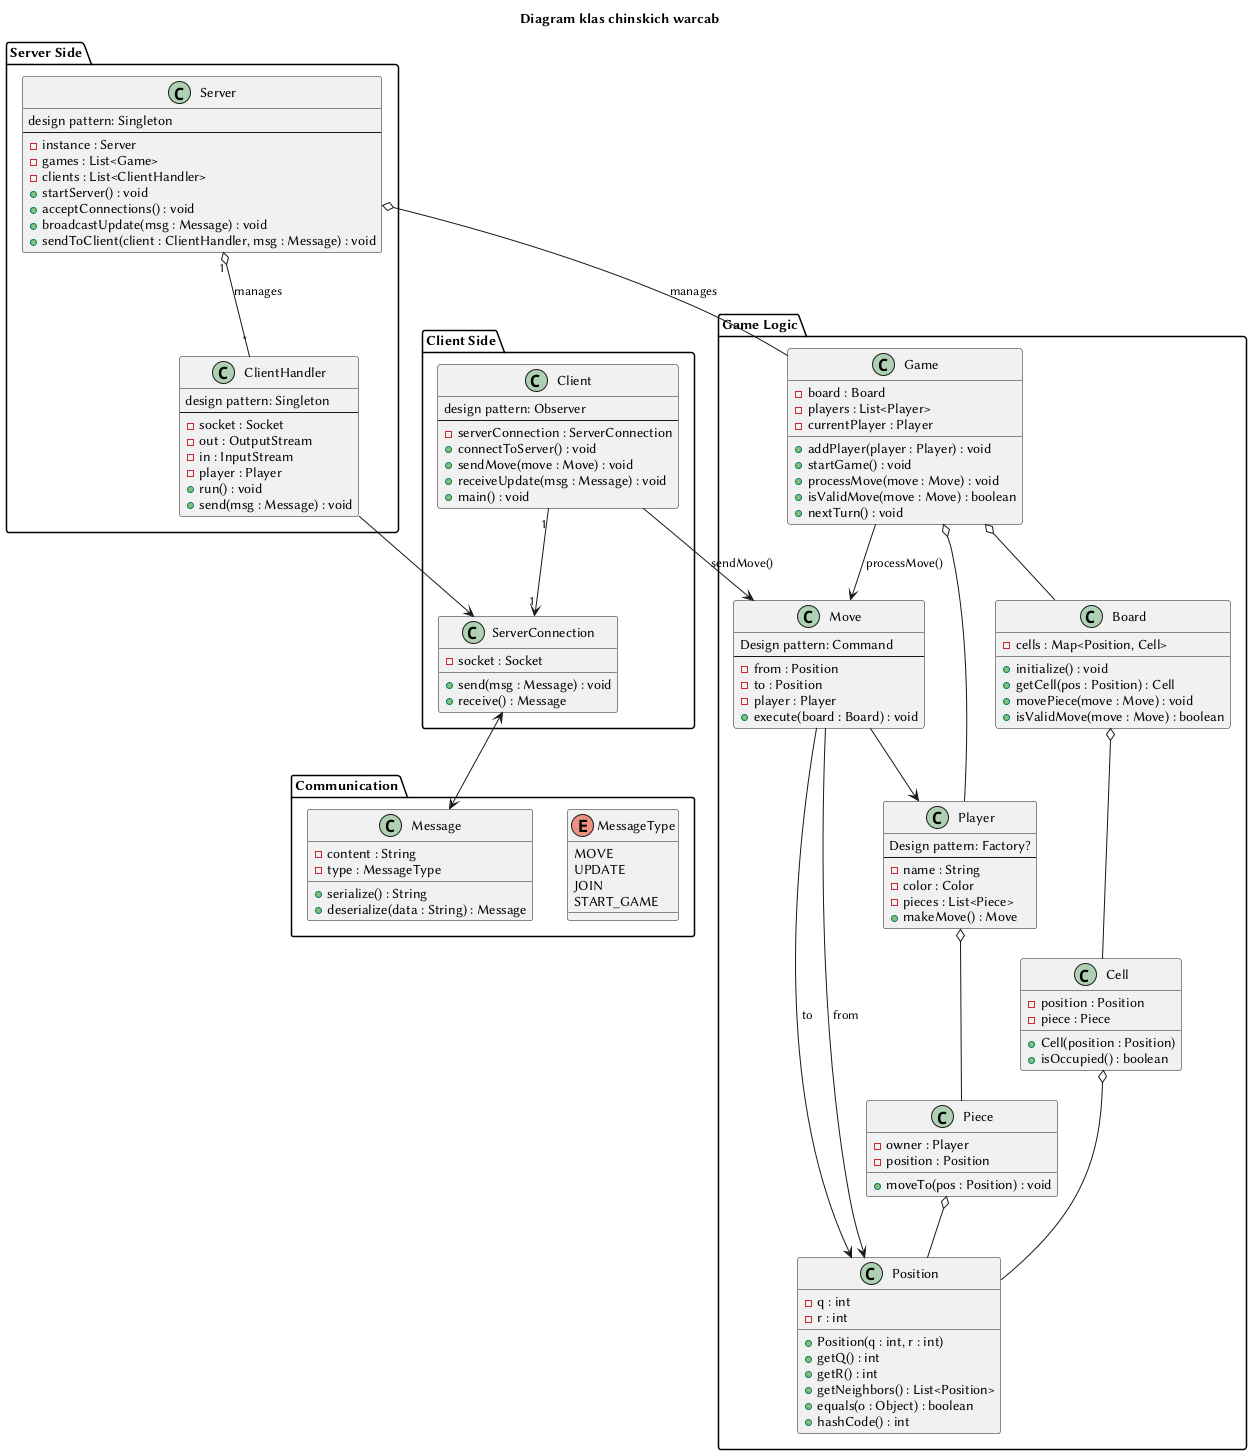 Diagram klas chinskich warcab
Server Side
C Server
design pattern: Singleton
instance : Server
games : List<Game>
clients : List<ClientHandler>
startServer() : void
acceptConnections() : void
broadcastUpdate(msg : Message) : void
sendToClient(client : ClientHandler, msg : Message) : void
1
manages
*
manages
C ClientHandler
design pattern: Singleton
socket : Socket
out : OutputStream
in : InputStream
player : Player
run() : void
send(msg : Message) : void
Client Side
C Client
design pattern: Observer
serverConnection : ServerConnection
connectToServer() : void
sendMove(move : Move) : void
receiveUpdate(msg : Message) : void
main() : void
1
1
sendMove()
C ServerConnection
socket : Socket
send(msg : Message) : void
receive() : Message
Communication
C Message
content : String
type : MessageType
serialize() : String
deserialize(data : String) : Message
E MessageType
MOVE
UPDATE
JOIN
START_GAME
Game Logic
C Game
board : Board
players : List<Player>
currentPlayer : Player
addPlayer(player : Player) : void
startGame() : void
processMove(move : Move) : void
isValidMove(move : Move) : boolean
nextTurn() : void
processMove()
C Move
Design pattern: Command
from : Position
to : Position
player : Player
execute(board : Board) : void
C Board
cells : Map<Position, Cell>
initialize() : void
getCell(pos : Position) : Cell
movePiece(move : Move) : void
isValidMove(move : Move) : boolean
C Player
Design pattern: Factory?
name : String
color : Color
pieces : List<Piece>
makeMove() : Move
to
from
C Cell
position : Position
piece : Piece
Cell(position : Position)
isOccupied() : boolean
C Piece
owner : Player
position : Position
moveTo(pos : Position) : void
C Position
q : int
r : int
Position(q : int, r : int)
getQ() : int
getR() : int
getNeighbors() : List<Position>
equals(o : Object) : boolean
hashCode() : int